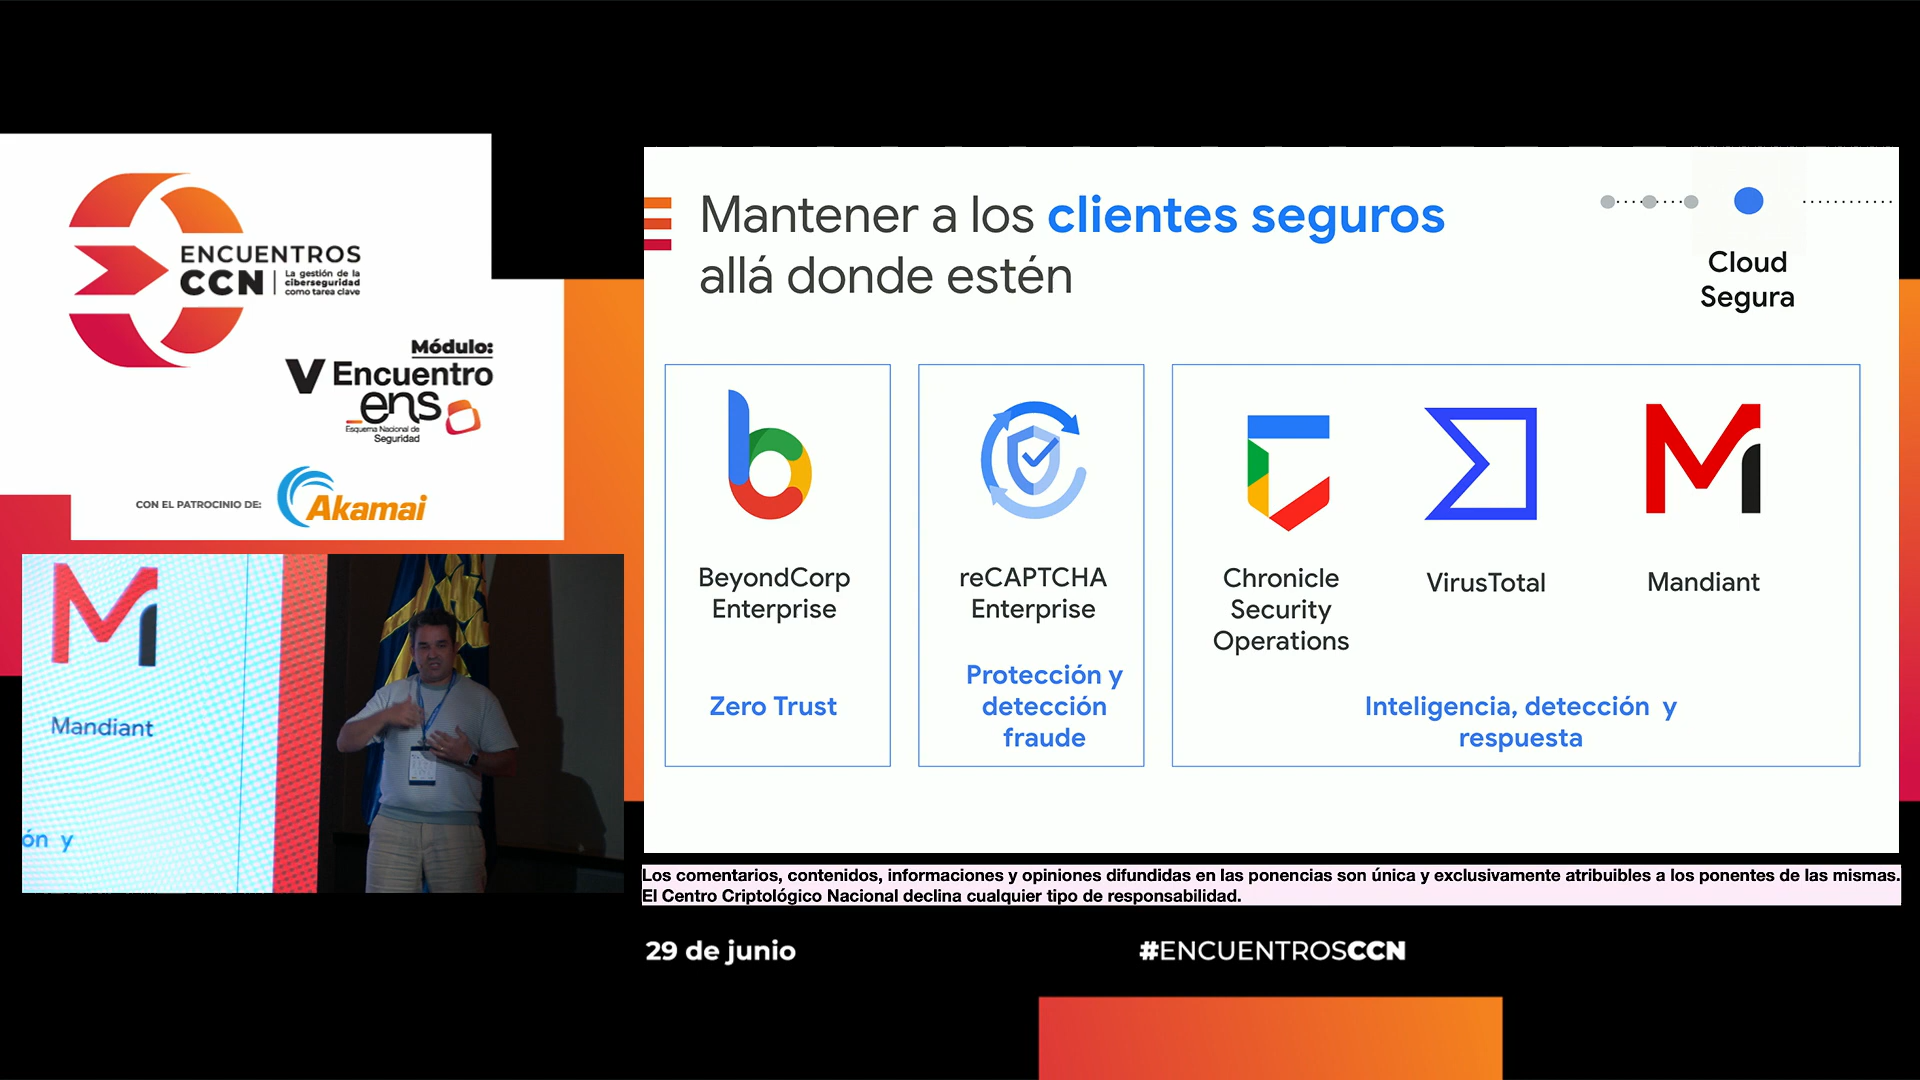 ENCUENTROS
CCN
La gestión de la
ciberseguridad
como tarea clave
Módulo:
V Encuentro
ens
Esquema Nacional de
Seguridad
CON EL PATROCINIO DE:
Akamai
Mandiant
ón y
Mantener a los clientes seguros
allá donde estén
Cloud
Segura
BeyondCorp
Enterprise
Zero Trust
reCAPTCHA
Enterprise
Protección y
detección
fraude
Chronicle
Security
Operations
VirusTotal
Mandiant
Inteligencia, detección y
respuesta
Los comentarios, contenidos, informaciones y opiniones difundidas en las ponencias son única y exclusivamente atribuibles a los ponentes de las mismas.
El Centro Criptológico Nacional declina cualquier tipo de responsabilidad.
29 de junio
#ENCUENTROSCCN